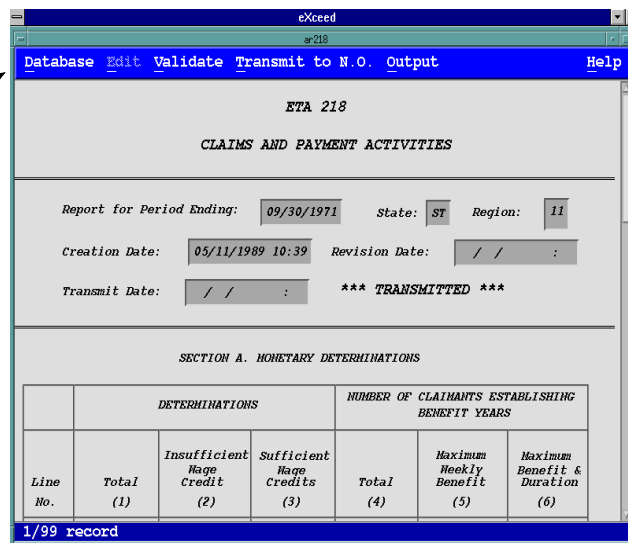 eXceed
ar218
Database Edit Validate Transmit to N.O. Output Help
ETA 218
CLAIMS AND PAYMENT ACTIVITIES
Report for Period Ending: 09/30/1971 State: ST Region: 11
Creation Date: 05/11/1989 10:39 Revision Date: / / :
Transmit Date: / / : *** TRANSMITTED ***
SECTION A. MONETARY DETERMINATIONS
DETERMINATIONS
NUMBER OF CLAIMANTS ESTABLISHING
BENEFIT YEARS
Line
No.
Total
(1)
Insufficient
Wage
Credit
(2)
Sufficient
Wage
Credits
(3)
Total
(4)
Maximum
Weekly
Benefit
(5)
Maximum
Benefit &
Duration
(6)
1/99 record